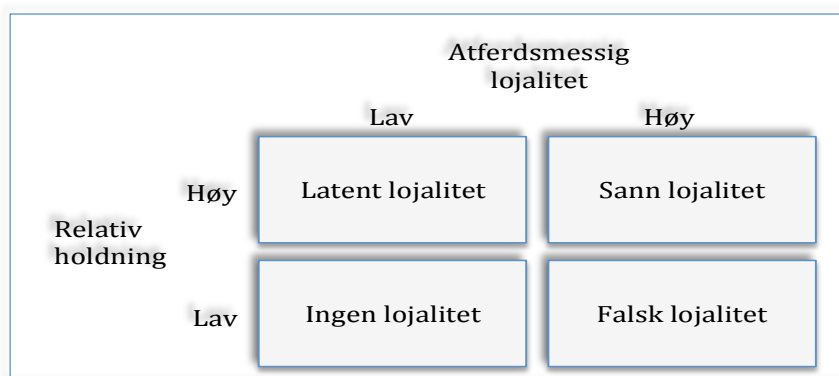 Atferdsmessig
lojalitet
Lav Høy
Høy Latent lojalitet Sann lojalitet
Relativ
holdning
Lav Ingen lojalitet Falsk lojalitet